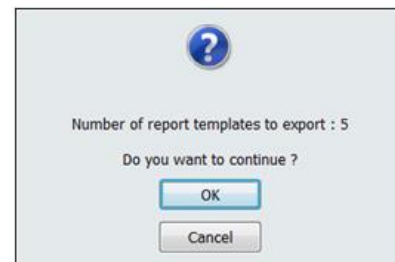 Number of report templates to export : 5
Do you want to continue ?
OK
Cancel